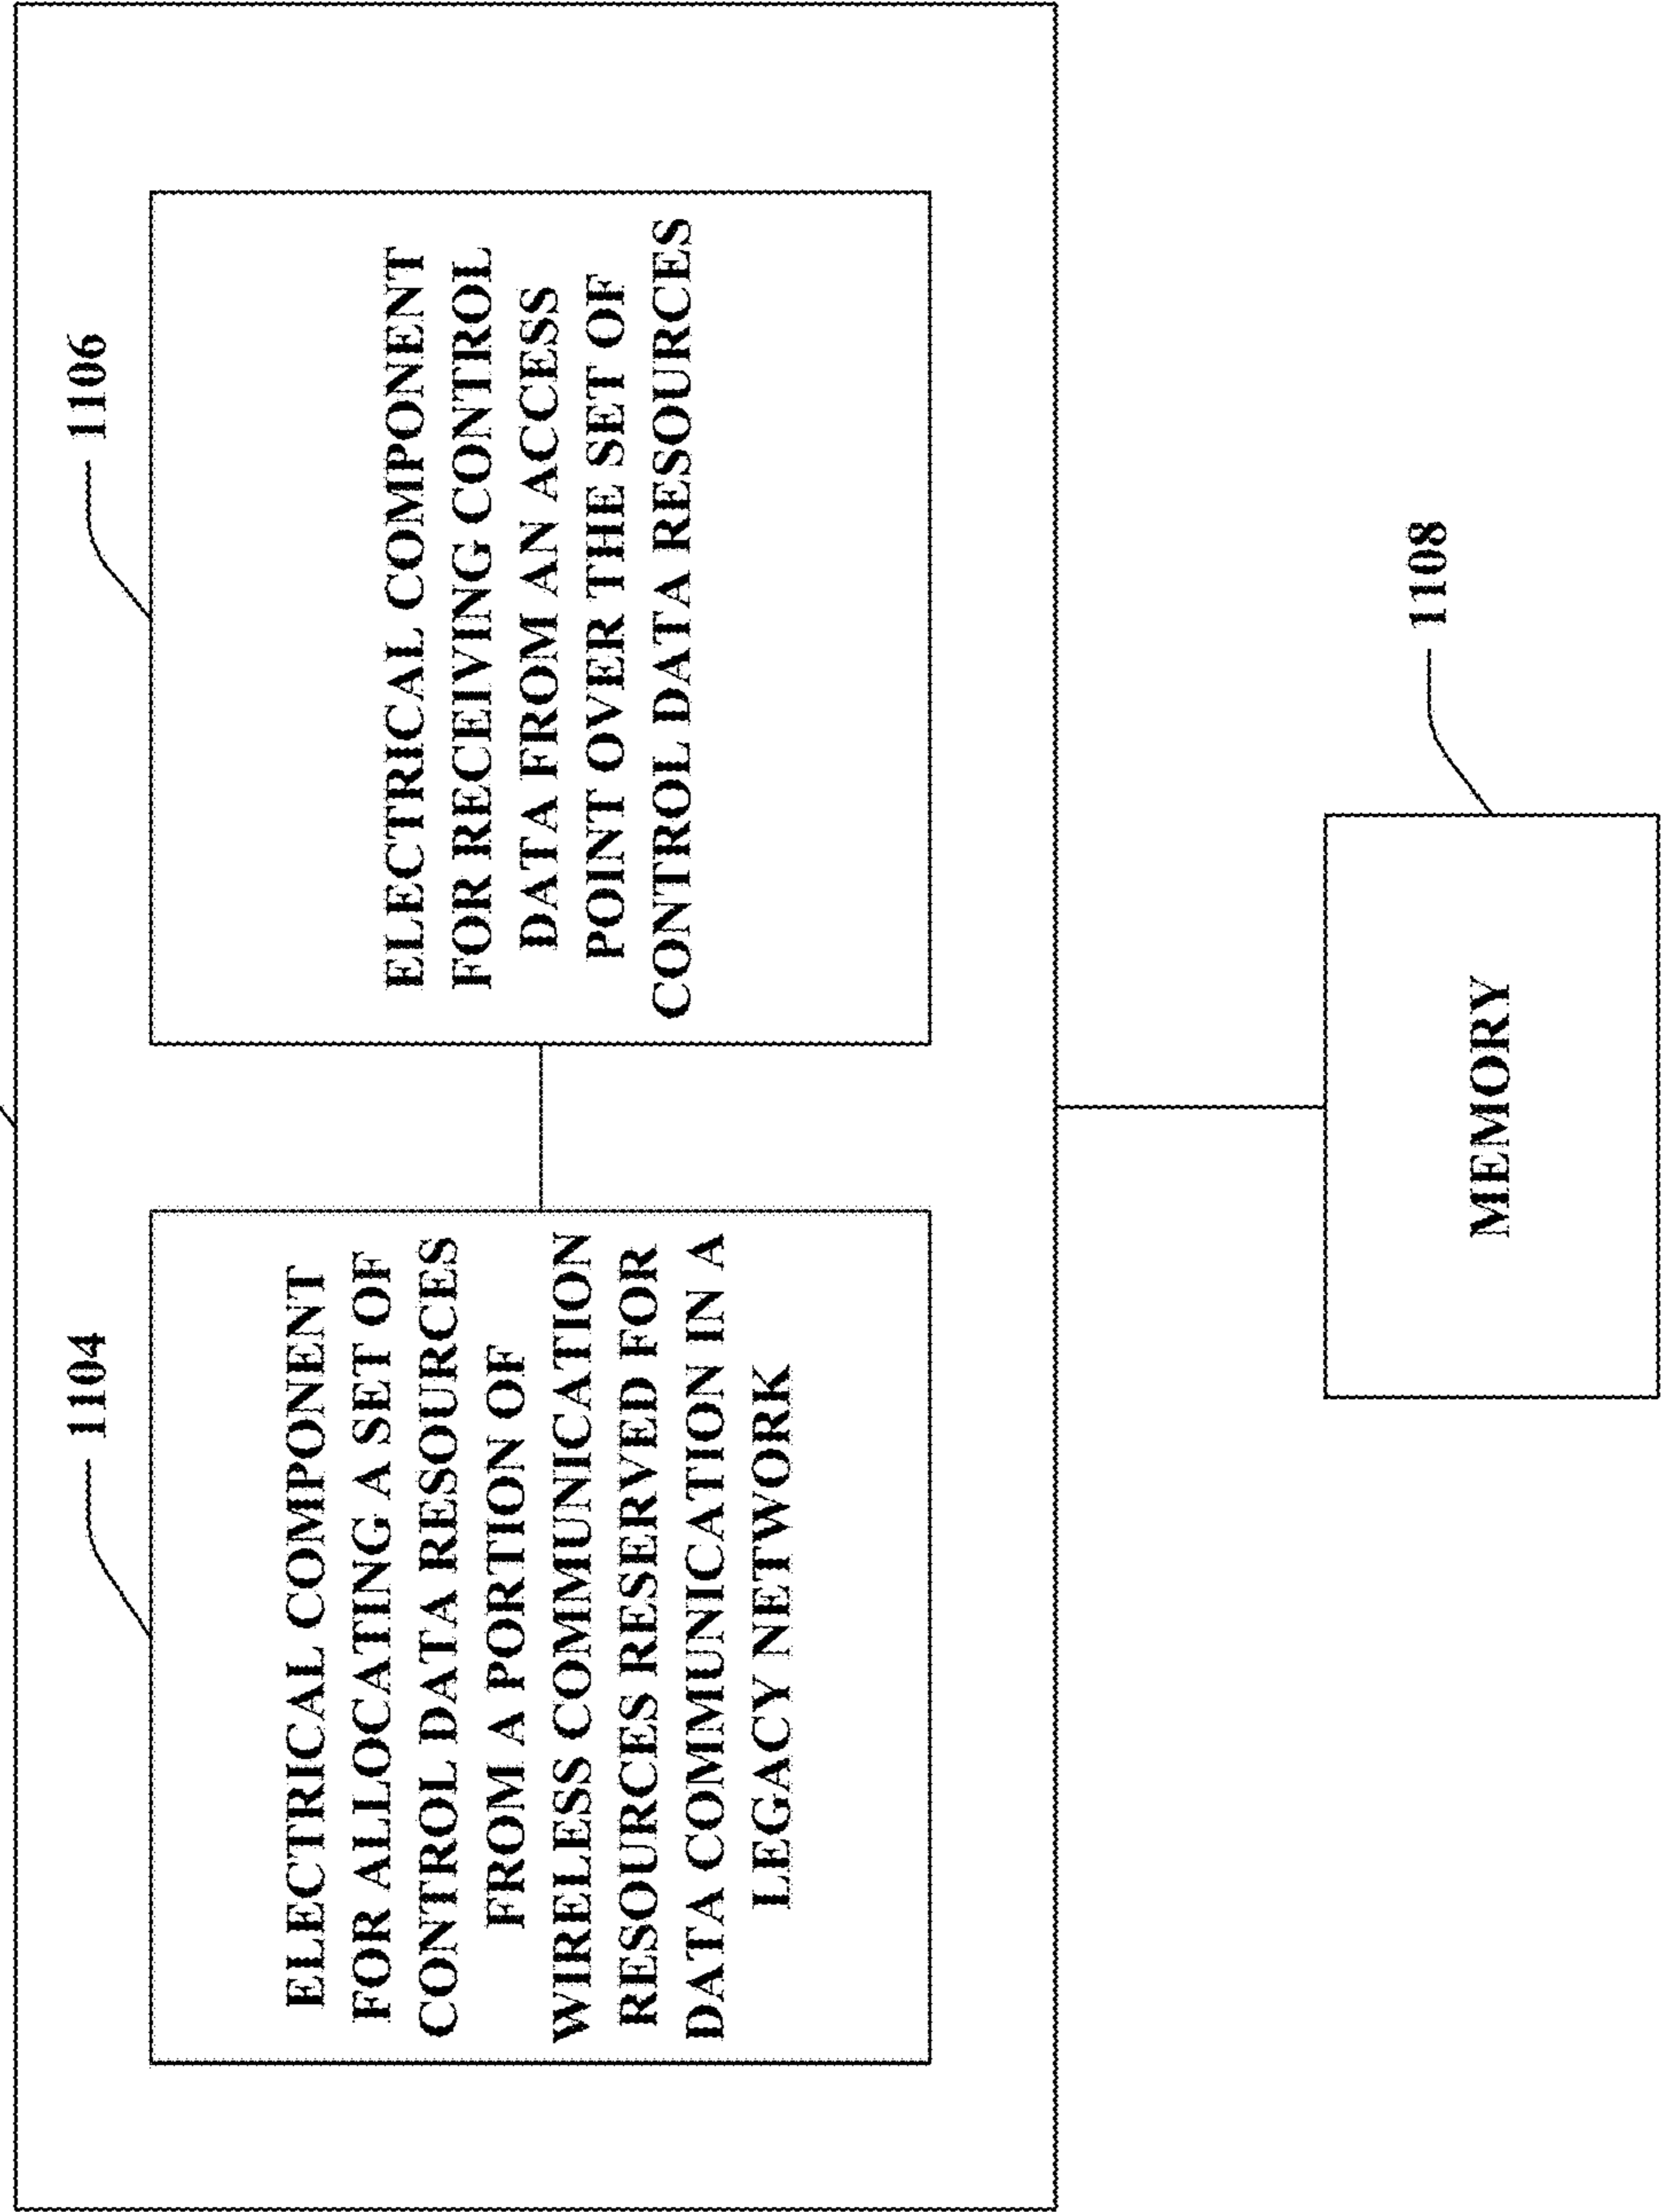 1104
ELECTRICAL COMPONENT
FOR ALLOCATING A SET OF
CONTROL DATA RESOURCES
FROM A PORTION OF
WIRELESS COMMUNICATION
RESOURCES RESERVED FOR
DATA COMMUNICATION IN A
LEGACY NETWORK
1106
ELECTRICAL COMPONENT
FOR RECEIVING CONTROL
DATA FROM AN ACCESS
POINT OVER THE SET OF
CONTROL DATA RESOURCES
1108
MEMORY